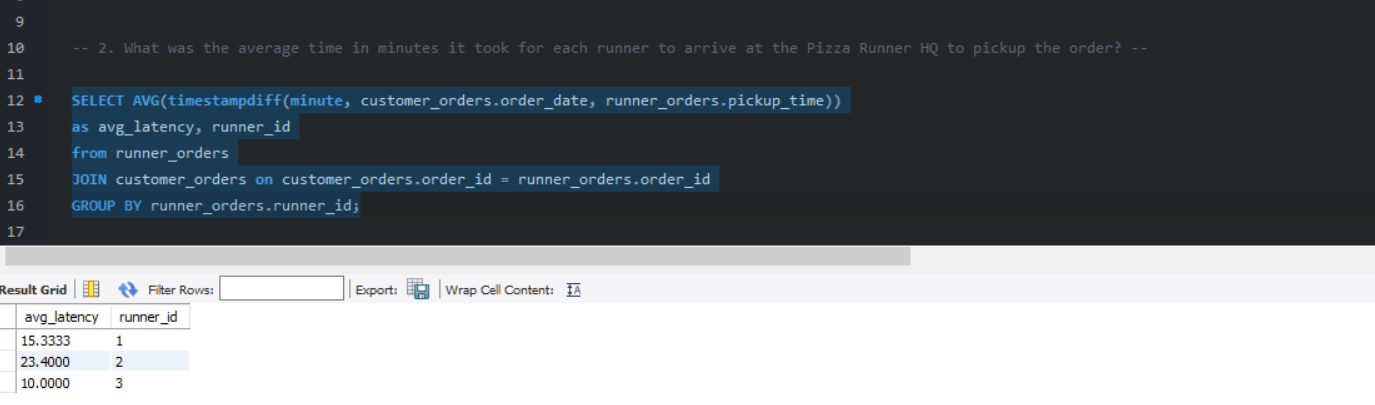 9
10 -- 2. What was the average time in minutes it took for each runner to arrive at the Pizza Runner HQ to pickup the order? --
11
12 SELECT AVG(timestampdiff(minute, customer_orders.order_date, runner_orders.pickup_time))
13 as avg_latency, runner_id
14 from runner_orders
15 JOIN customer_orders on customer_orders.order_id = runner_orders.order_id
16 GROUP BY runner_orders.runner_id;
17
Result Grid Filter Rows: Export: Wrap Cell Content: IA
avg_latency runner_id
15.3333 1
23.4000 2
10.0000 3